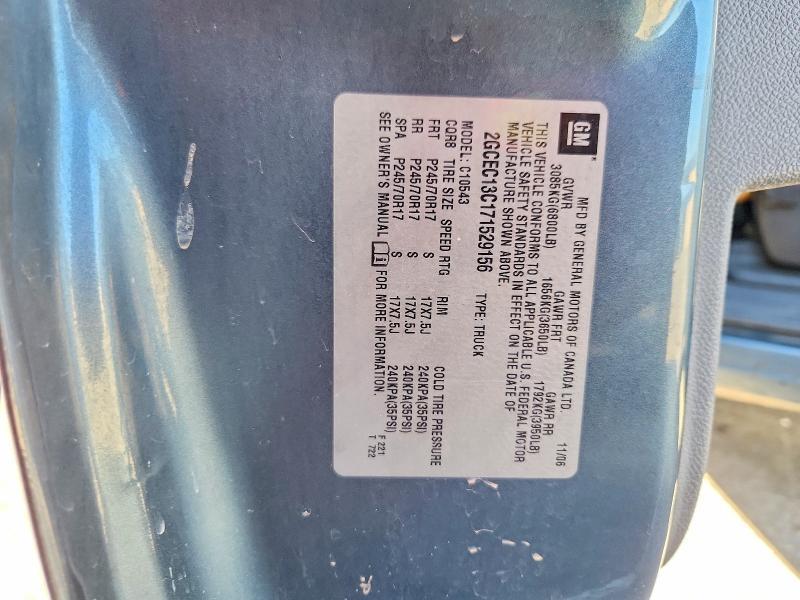 GM
MFD BY GENERAL MOTORS OF CANADA LTD. 11/06
GVWR GAWR FRT GAWR RR
3085KG(6800LB) 1656KG(3650LB) 1792KG(3950LB)
THIS VEHICLE CONFORMS TO ALL APPLICABLE U.S. FEDERAL MOTOR
VEHICLE SAFETY STANDARDS IN EFFECT ON THE DATE OF
MANUFACTURE SHOWN ABOVE.
2GCEC13C171529156 TYPE: TRUCK
MODEL: C10543
CQRB TIRE SIZE SPEED RTG RIM COLD TIRE PRESSURE
FRT P245/70R17 S 17X7.5J 240KPA(35PSI)
RR P245/70R17 S 17X7.5J 240KPA(35PSI)
SPA P245/70R17 S 17X7.5J 240KPA(35PSI)
SEE OWNER'S MANUAL i FOR MORE INFORMATION.
F 221
T 722